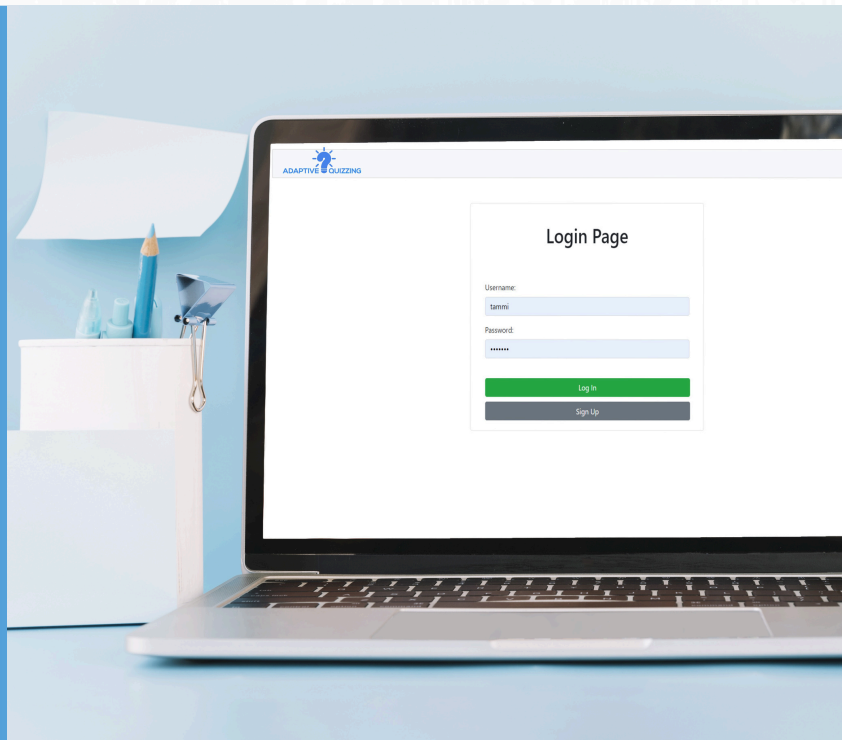 ADAPTIVE QUIZZING
Login Page
Username:
tammi
Password:
•••••••
Log In
Sign Up